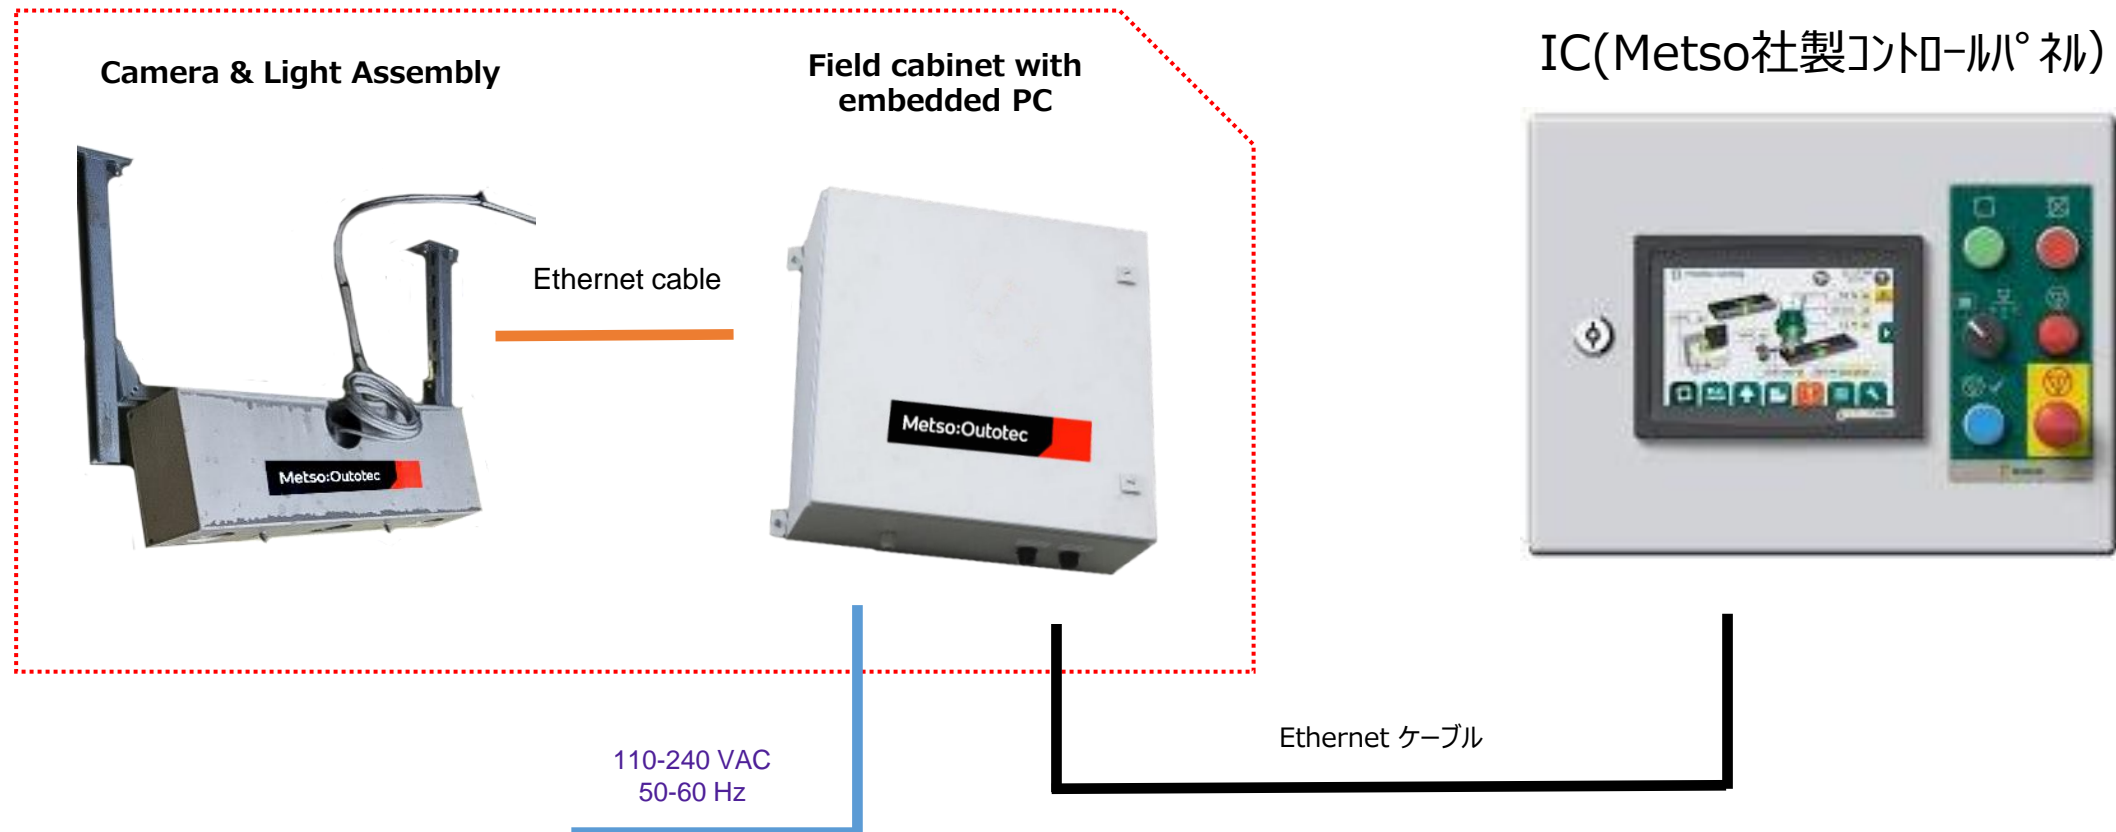 Camera & Light Assembly
Field cabinet with
embedded PC
IC(Metso社製ｺﾝﾄﾛｰﾙﾊﾟﾈﾙ)
Ethernet cable
Metso:Outotec
Metso:Outotec
110-240 VAC
50-60 Hz
Ethernet ケーブル